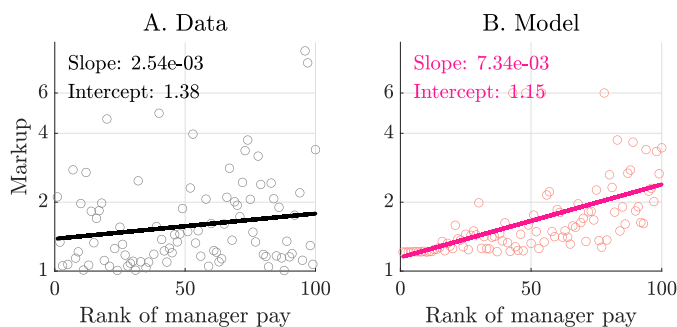 A. Data
Slope: 2.54e-03
Intercept: 1.38
Markup
6
4
2
1
0
50
100
Rank of manager pay
B. Model
Slope: 7.34e-03
Intercept: 1.15
6
4
2
1
0
50
100
Rank of manager pay